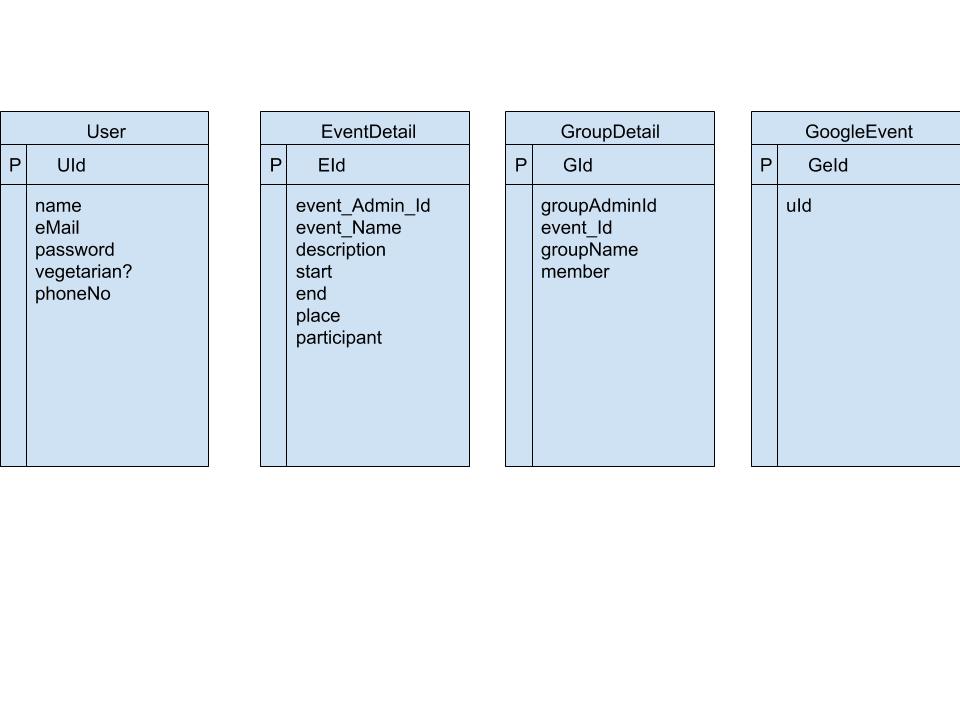 User
P UId
name
eMail
password
vegetarian?
phoneNo
EventDetail
P EId
event_Admin_Id
event_Name
description
start
end
place
participant
GroupDetail
P GId
groupAdminId
event_Id
groupName
member
GoogleEvent
P GeId
uId